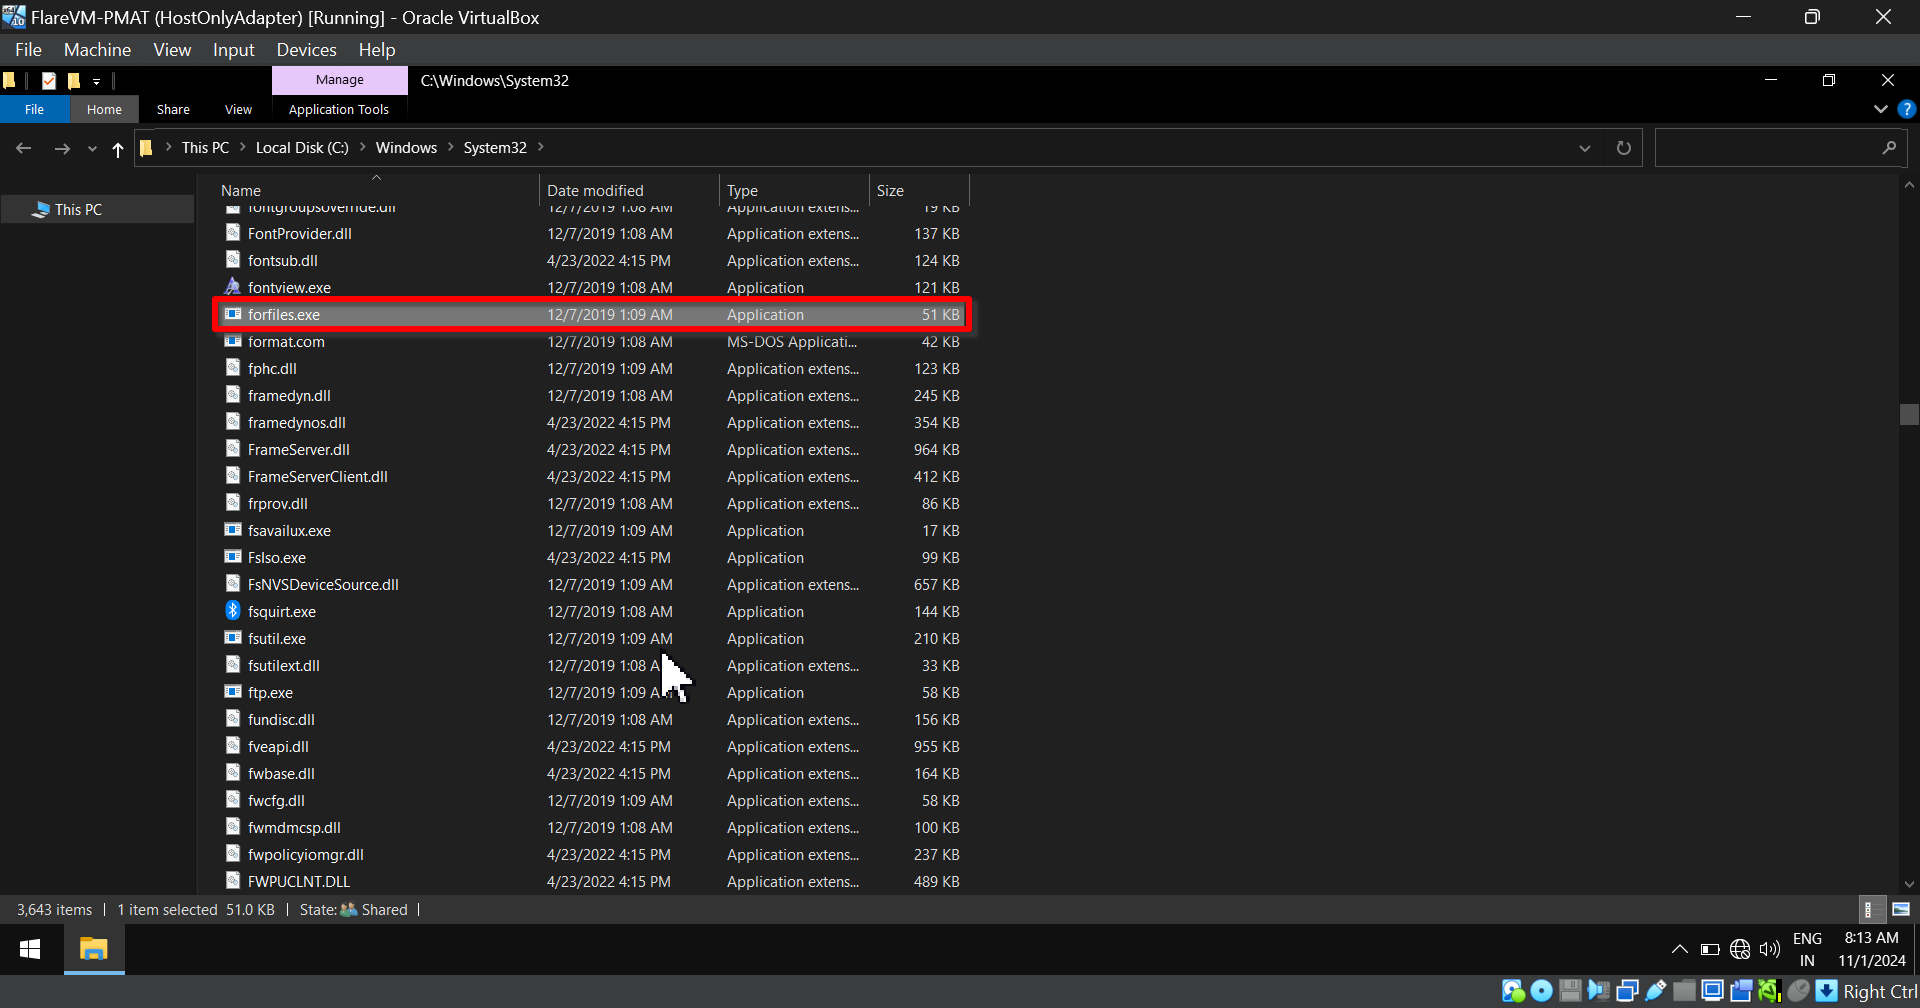 FlareVM-PMAT (HostOnlyAdapter) [Running] - Oracle VirtualBox
File Machine View Input Devices Help
Manage C:\Windows\System32
File Home Share View Application Tools
This PC Local Disk (C:) Windows System32
Name Date modified Type Size
This PC
fontgroupsoverride.dll 12/7/2019 1:08 AM Application extens... 19 KB
FontProvider.dll 12/7/2019 1:08 AM Application extens... 137 KB
fontsub.dll 4/23/2022 4:15 PM Application extens... 124 KB
fontview.exe 12/7/2019 1:08 AM Application 121 KB
forfiles.exe 12/7/2019 1:09 AM Application 51 KB
format.com 12/7/2019 1:08 AM MS-DOS Applicati... 42 KB
fphc.dll 12/7/2019 1:09 AM Application extens... 123 KB
framedyn.dll 12/7/2019 1:08 AM Application extens... 245 KB
framedynos.dll 4/23/2022 4:15 PM Application extens... 354 KB
FrameServer.dll 4/23/2022 4:15 PM Application extens... 964 KB
FrameServerClient.dll 4/23/2022 4:15 PM Application extens... 412 KB
frprov.dll 12/7/2019 1:08 AM Application extens... 86 KB
fsavailux.exe 12/7/2019 1:09 AM Application 17 KB
FsIso.exe 4/23/2022 4:15 PM Application 99 KB
FsNVSDeviceSource.dll 12/7/2019 1:09 AM Application extens... 657 KB
fsquirt.exe 12/7/2019 1:08 AM Application 144 KB
fsutil.exe 12/7/2019 1:09 AM Application 210 KB
fsutilext.dll 12/7/2019 1:08 A Application extens... 33 KB
ftp.exe 12/7/2019 1:09 AM Application 58 KB
fundisc.dll 12/7/2019 1:08 AM Application extens... 156 KB
fveapi.dll 4/23/2022 4:15 PM Application extens... 955 KB
fwbase.dll 4/23/2022 4:15 PM Application extens... 164 KB
fwcfg.dll 12/7/2019 1:09 AM Application extens... 58 KB
fwmdmcsp.dll 12/7/2019 1:08 AM Application extens... 100 KB
fwpolicyiomgr.dll 4/23/2022 4:15 PM Application extens... 237 KB
FWPUCLNT.DLL 4/23/2022 4:15 PM Application extens... 489 KB
3,643 items 1 item selected 51.0 KB State: Shared
ENG 8:13 AM
IN 11/1/2024
Right Ctrl